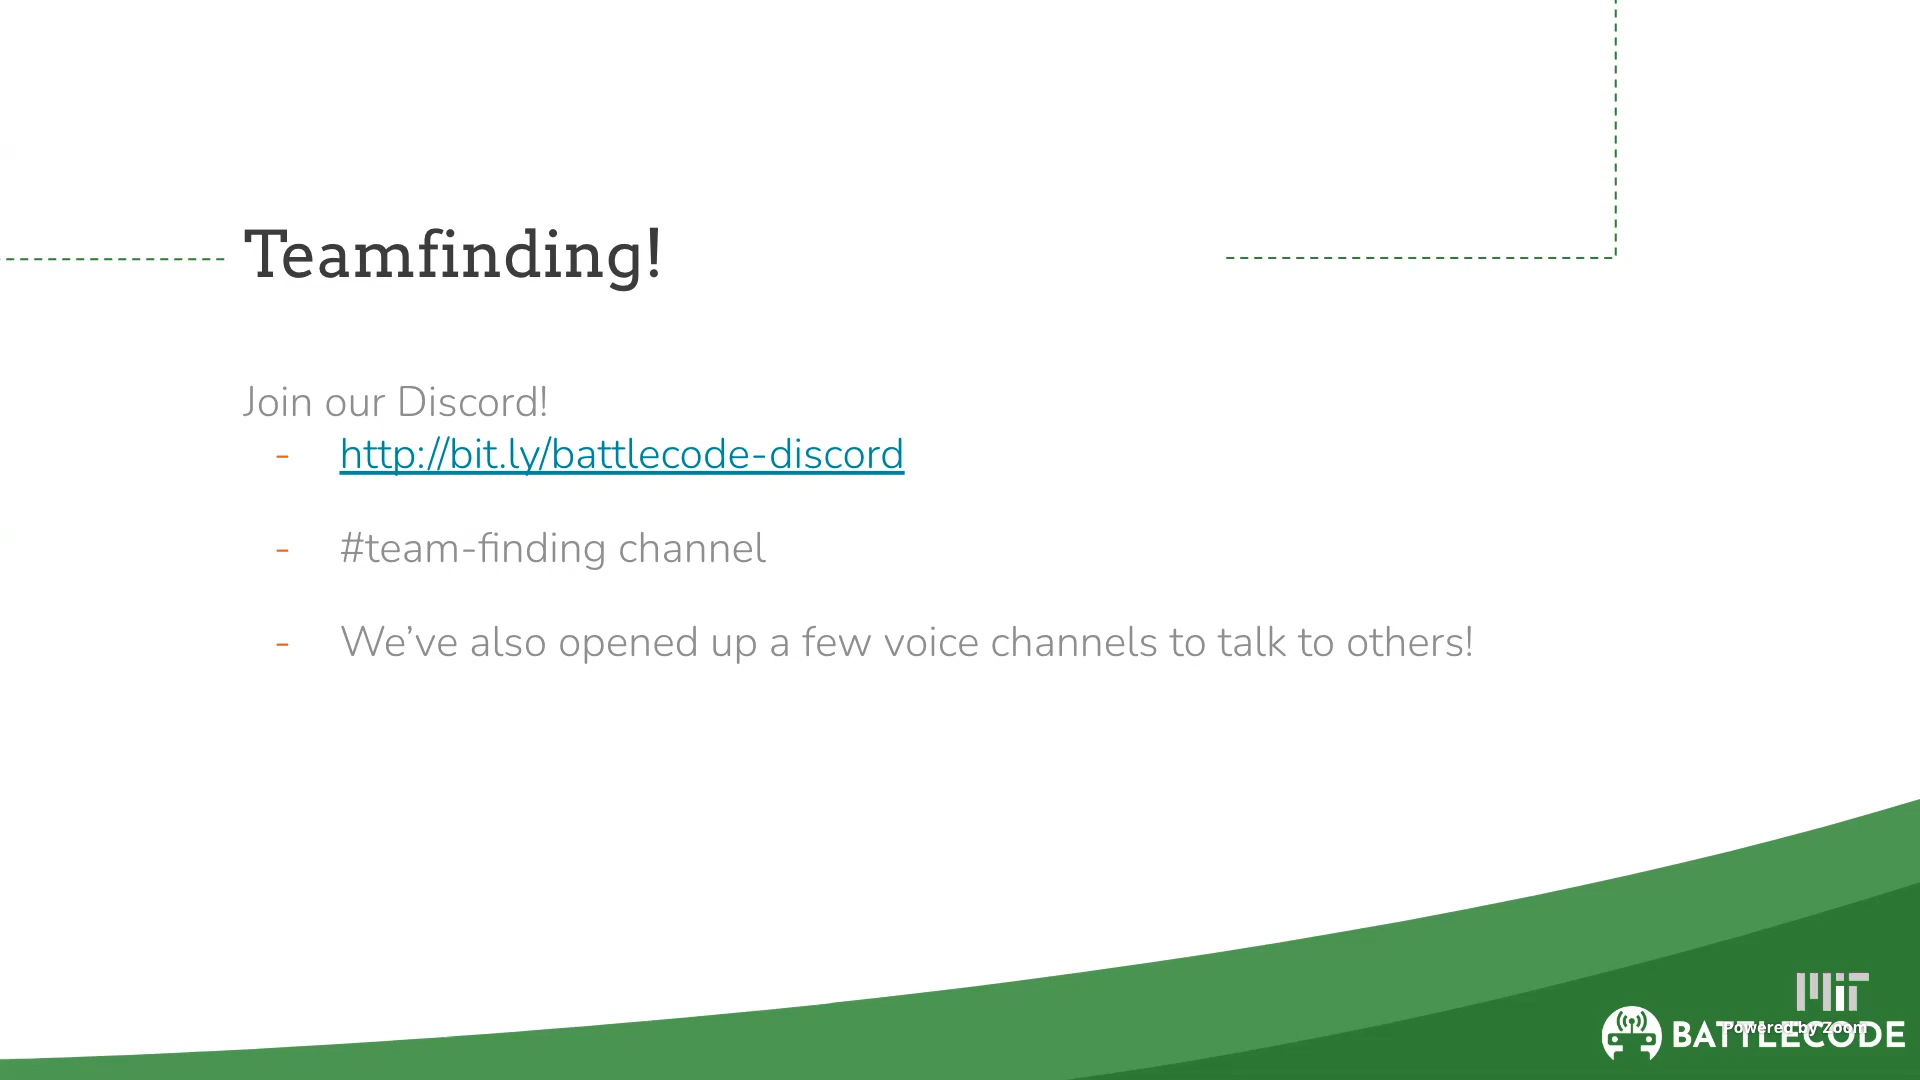 Teamfinding!
Join our Discord!
- http://bit.ly/battlecode-discord
- #team-finding channel
- We’ve also opened up a few voice channels to talk to others!
MIT
Powered by Zoom
BATTLECODE